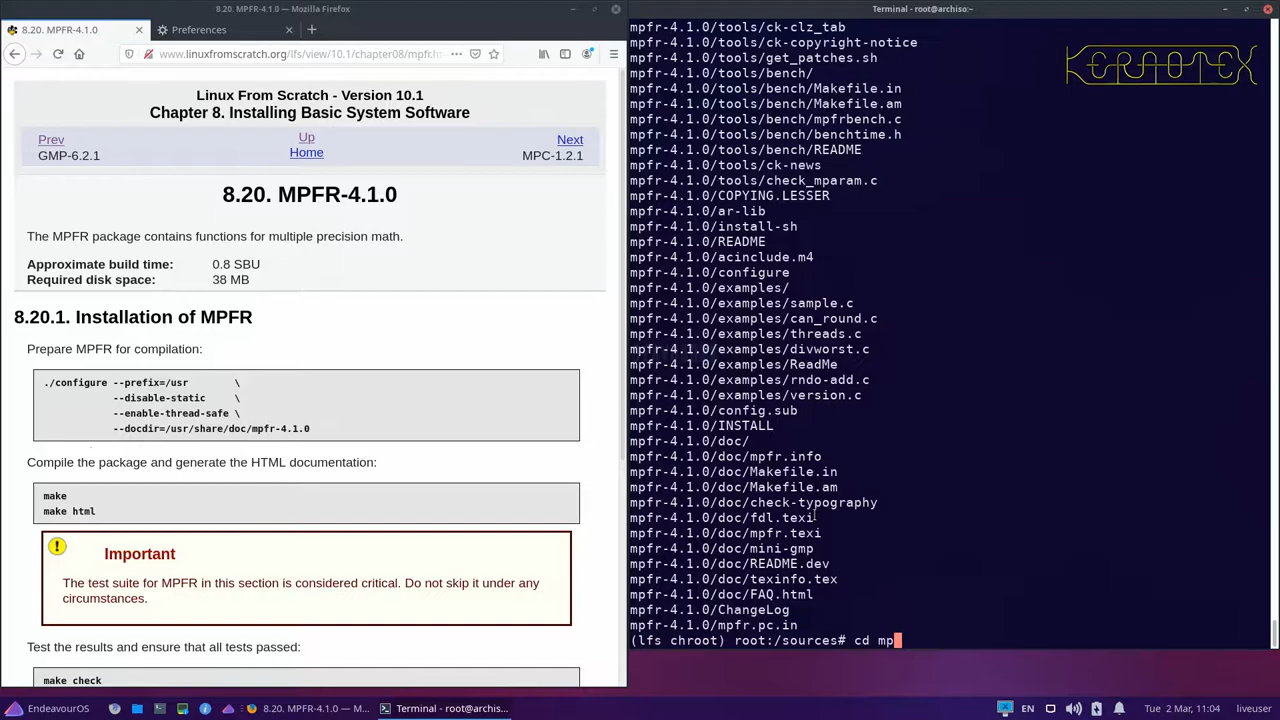 8.20. MPFR-4.1.0 — Mozilla Firefox
8.20. MPFR-4.1.0
Preferences
www.linuxfromscratch.org/lfs/view/10.1/chapter08/mpfr.h
Linux From Scratch - Version 10.1
Chapter 8. Installing Basic System Software
Prev
Up
Next
GMP-6.2.1
Home
MPC-1.2.1
8.20. MPFR-4.1.0
The MPFR package contains functions for multiple precision math.
Approximate build time: 0.8 SBU
Required disk space: 38 MB
8.20.1. Installation of MPFR
Prepare MPFR for compilation:
./configure --prefix=/usr \
--disable-static \
--enable-thread-safe \
--docdir=/usr/share/doc/mpfr-4.1.0
Compile the package and generate the HTML documentation:
make
make html
Important
The test suite for MPFR in this section is considered critical. Do not skip it under any
circumstances.
Test the results and ensure that all tests passed:
make check
Terminal - root@archiso:~
KERNOTEX
mpfr-4.1.0/tools/ck-clz_tab
mpfr-4.1.0/tools/ck-copyright-notice
mpfr-4.1.0/tools/get_patches.sh
mpfr-4.1.0/tools/bench/
mpfr-4.1.0/tools/bench/Makefile.in
mpfr-4.1.0/tools/bench/Makefile.am
mpfr-4.1.0/tools/bench/mpfrbench.c
mpfr-4.1.0/tools/bench/benchtime.h
mpfr-4.1.0/tools/bench/README
mpfr-4.1.0/tools/ck-news
mpfr-4.1.0/tools/check_mparam.c
mpfr-4.1.0/COPYING.LESSER
mpfr-4.1.0/ar-lib
mpfr-4.1.0/install-sh
mpfr-4.1.0/README
mpfr-4.1.0/acinclude.m4
mpfr-4.1.0/configure
mpfr-4.1.0/examples/
mpfr-4.1.0/examples/sample.c
mpfr-4.1.0/examples/can_round.c
mpfr-4.1.0/examples/threads.c
mpfr-4.1.0/examples/divworst.c
mpfr-4.1.0/examples/ReadMe
mpfr-4.1.0/examples/rndo-add.c
mpfr-4.1.0/examples/version.c
mpfr-4.1.0/config.sub
mpfr-4.1.0/INSTALL
mpfr-4.1.0/doc/
mpfr-4.1.0/doc/mpfr.info
mpfr-4.1.0/doc/Makefile.in
mpfr-4.1.0/doc/Makefile.am
mpfr-4.1.0/doc/check-typography
mpfr-4.1.0/doc/fdl.texi
mpfr-4.1.0/doc/mpfr.texi
mpfr-4.1.0/doc/mini-gmp
mpfr-4.1.0/doc/README.dev
mpfr-4.1.0/doc/texinfo.tex
mpfr-4.1.0/doc/FAQ.html
mpfr-4.1.0/ChangeLog
mpfr-4.1.0/mpfr.pc.in
(lfs chroot) root:/sources# cd mp
EndeavourOS
8.20. MPFR-4.1.0 — M...
Terminal - root@archiso:...
EN
Tue 2 Mar, 11:04
liveuser